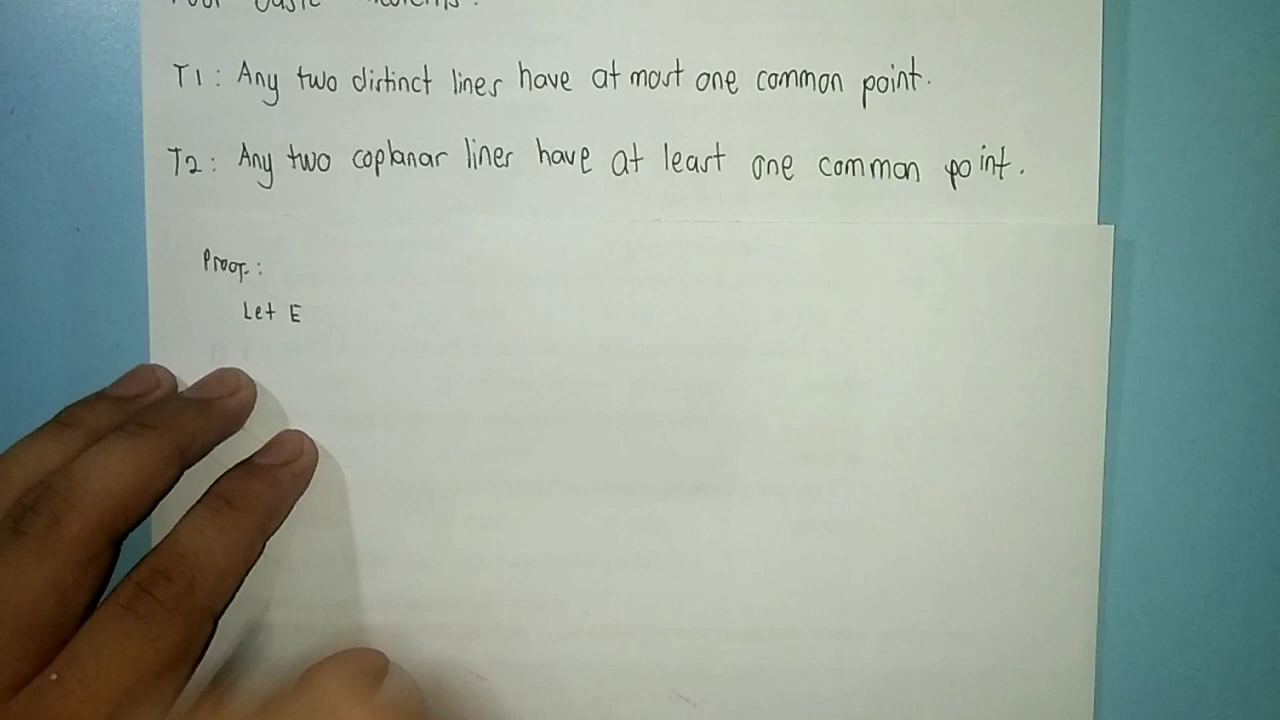 T1: Any two distinct lines have at most one common point.
T2: Any two coplanar lines have at least one common point.
Proof:
Let E